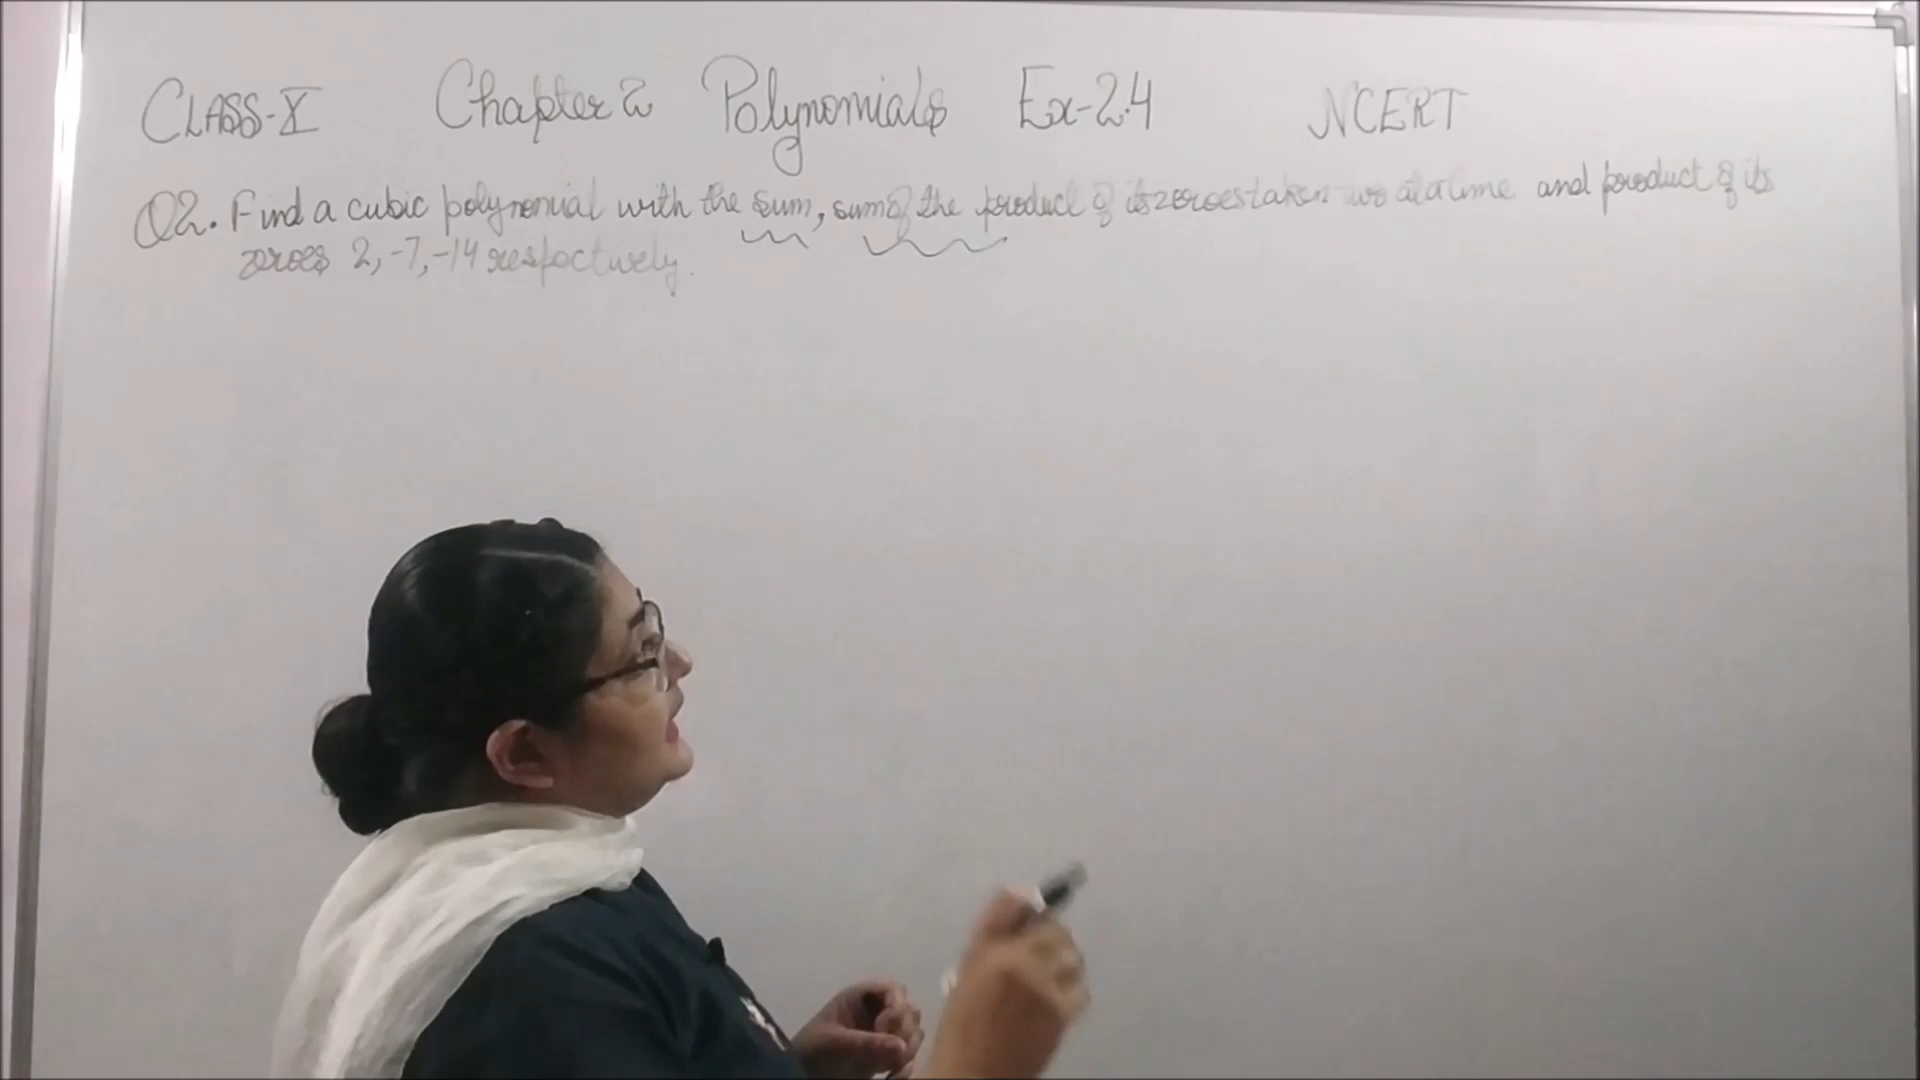 CLASS-X Chapter 2 Polynomials Ex-2.4 NCERT
Q2. Find a cubic polynomial with the sum, sum of the product of its zeroes taken two at a time and product of its
zeroes 2, -7, -14 respectively.